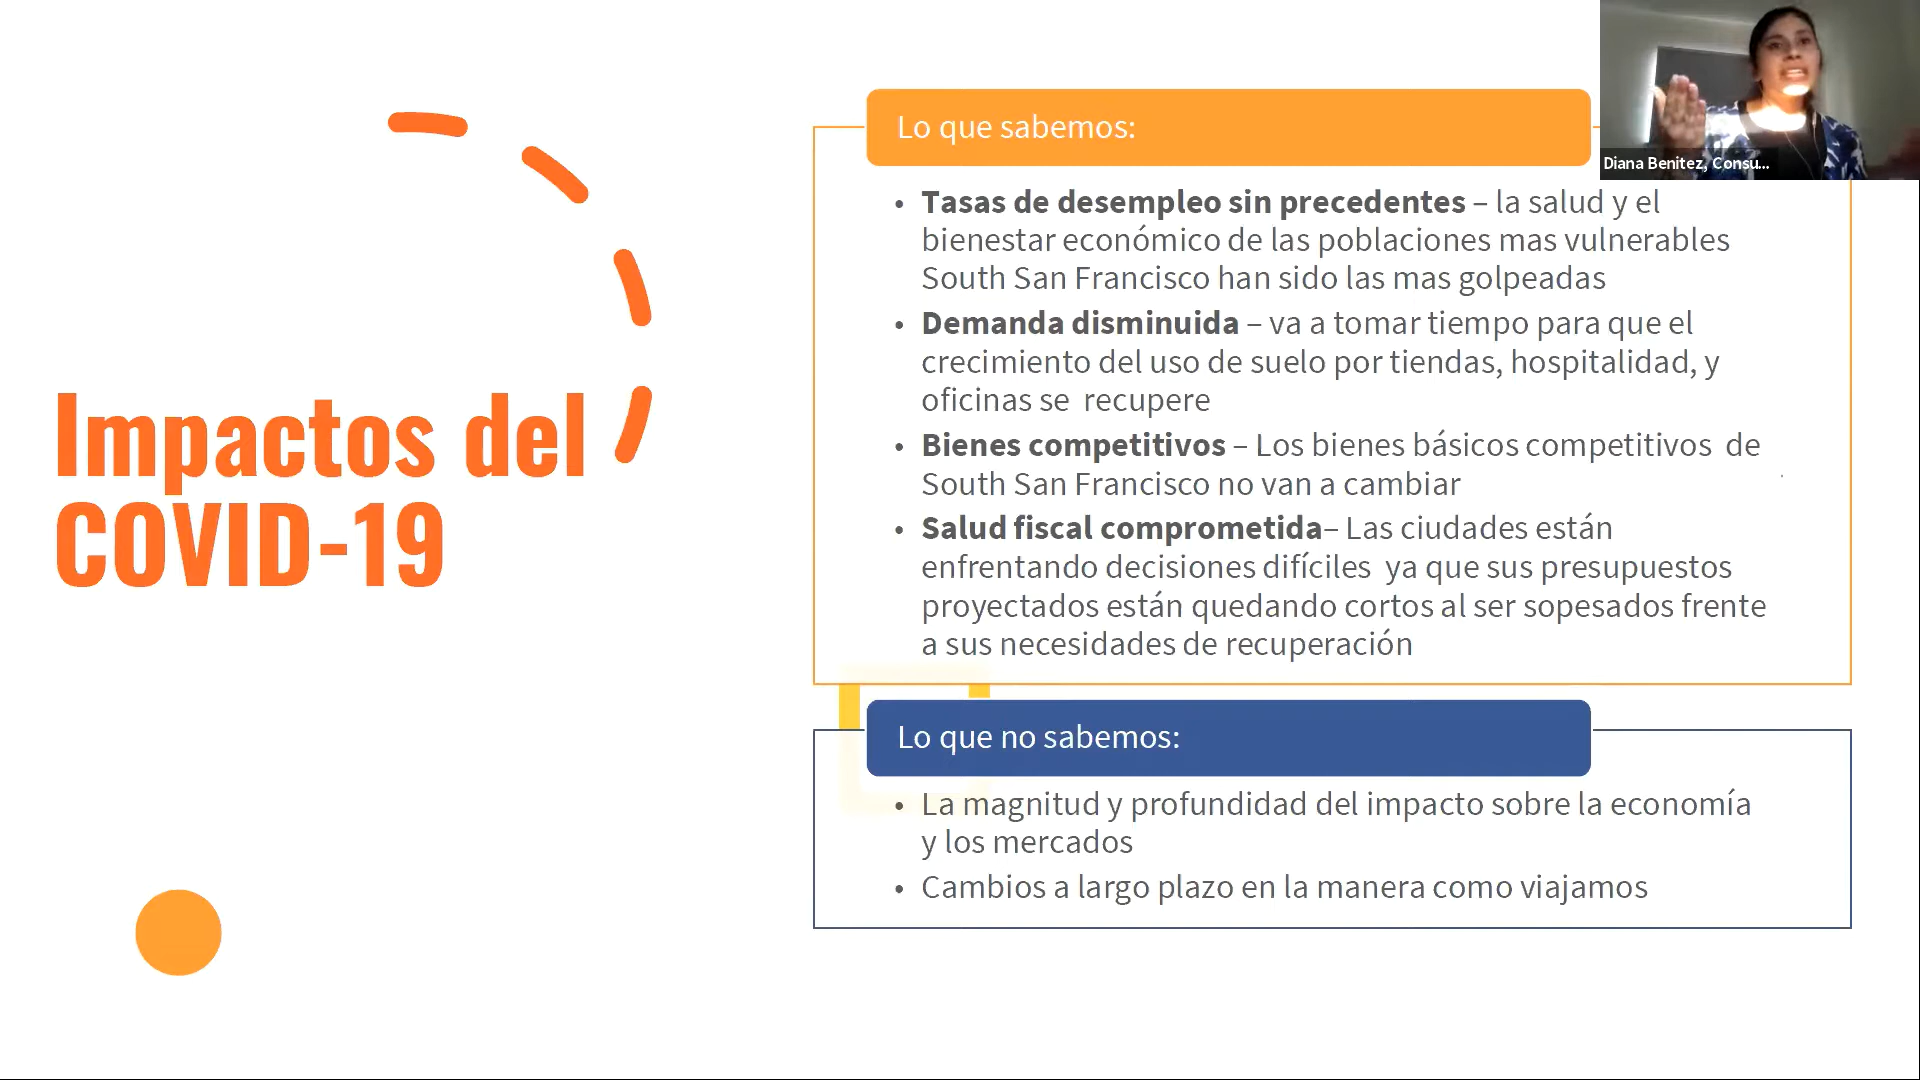 Impactos del
COVID-19
Lo que sabemos:
• Tasas de desempleo sin precedentes – la salud y el
bienestar económico de las poblaciones mas vulnerables
South San Francisco han sido las mas golpeadas
• Demanda disminuida – va a tomar tiempo para que el
crecimiento del uso de suelo por tiendas, hospitalidad, y
oficinas se recupere
• Bienes competitivos – Los bienes básicos competitivos de
South San Francisco no van a cambiar
• Salud fiscal comprometida– Las ciudades están
enfrentando decisiones difíciles ya que sus presupuestos
proyectados están quedando cortos al ser sopesados frente
a sus necesidades de recuperación
Lo que no sabemos:
• La magnitud y profundidad del impacto sobre la economía
y los mercados
• Cambios a largo plazo en la manera como viajamos
Diana Benitez, Consu...